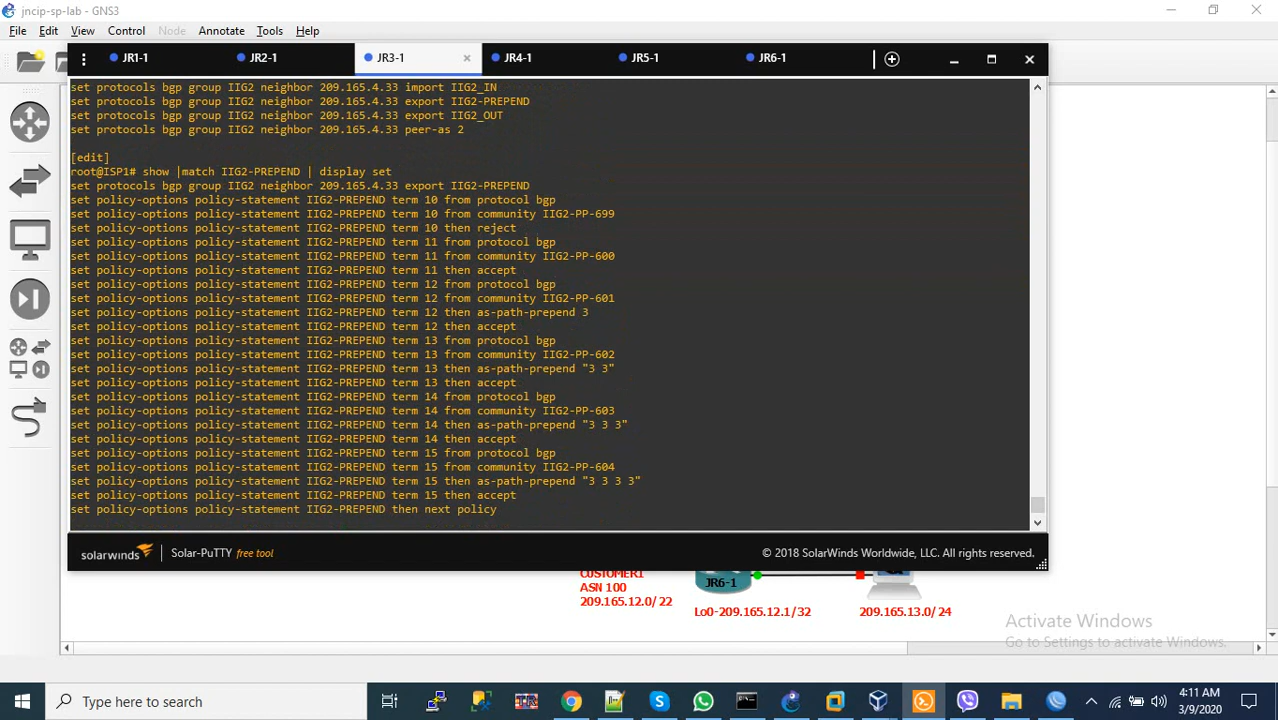 jncip-sp-lab - GNS3
File Edit View Control Node Annotate Tools Help
JR1-1 JR2-1 JR3-1 JR4-1 JR5-1 JR6-1
set protocols bgp group IIG2 neighbor 209.165.4.33 import IIG2_IN
set protocols bgp group IIG2 neighbor 209.165.4.33 export IIG2-PREPEND
set protocols bgp group IIG2 neighbor 209.165.4.33 export IIG2_OUT
set protocols bgp group IIG2 neighbor 209.165.4.33 peer-as 2
[edit]
root@ISP1# show |match IIG2-PREPEND | display set
set protocols bgp group IIG2 neighbor 209.165.4.33 export IIG2-PREPEND
set policy-options policy-statement IIG2-PREPEND term 10 from protocol bgp
set policy-options policy-statement IIG2-PREPEND term 10 from community IIG2-PP-699
set policy-options policy-statement IIG2-PREPEND term 10 then reject
set policy-options policy-statement IIG2-PREPEND term 11 from protocol bgp
set policy-options policy-statement IIG2-PREPEND term 11 from community IIG2-PP-600
set policy-options policy-statement IIG2-PREPEND term 11 then accept
set policy-options policy-statement IIG2-PREPEND term 12 from protocol bgp
set policy-options policy-statement IIG2-PREPEND term 12 from community IIG2-PP-601
set policy-options policy-statement IIG2-PREPEND term 12 then as-path-prepend 3
set policy-options policy-statement IIG2-PREPEND term 12 then accept
set policy-options policy-statement IIG2-PREPEND term 13 from protocol bgp
set policy-options policy-statement IIG2-PREPEND term 13 from community IIG2-PP-602
set policy-options policy-statement IIG2-PREPEND term 13 then as-path-prepend "3 3"
set policy-options policy-statement IIG2-PREPEND term 13 then accept
set policy-options policy-statement IIG2-PREPEND term 14 from protocol bgp
set policy-options policy-statement IIG2-PREPEND term 14 from community IIG2-PP-603
set policy-options policy-statement IIG2-PREPEND term 14 then as-path-prepend "3 3 3"
set policy-options policy-statement IIG2-PREPEND term 14 then accept
set policy-options policy-statement IIG2-PREPEND term 15 from protocol bgp
set policy-options policy-statement IIG2-PREPEND term 15 from community IIG2-PP-604
set policy-options policy-statement IIG2-PREPEND term 15 then as-path-prepend "3 3 3 3"
set policy-options policy-statement IIG2-PREPEND term 15 then accept
set policy-options policy-statement IIG2-PREPEND then next policy
solarwinds Solar-PuTTY free tool © 2018 SolarWinds Worldwide, LLC. All rights reserved.
CUSTOMER1
ASN 100
209.165.12.0/22
JR6-1
Lo0-209.165.12.1/32
209.165.13.0/24
Activate Windows
Go to Settings to activate Windows.
Type here to search
4:11 AM
3/9/2020